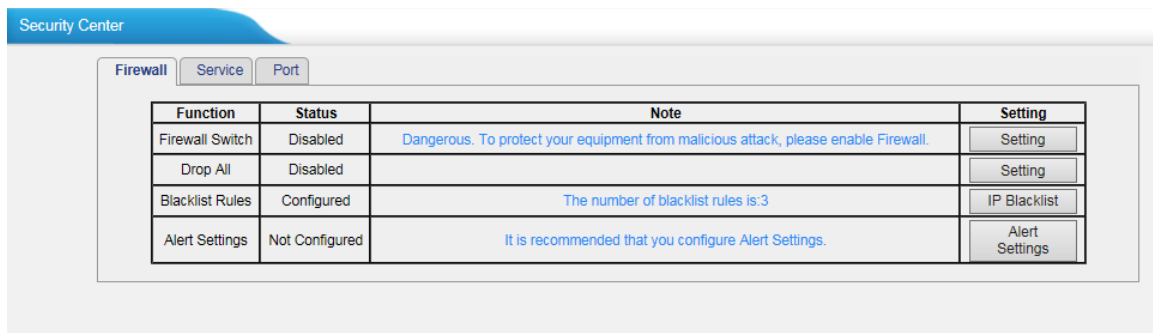 Security Center
Firewall Service Port
Function Status Note Setting
Firewall Switch Disabled Dangerous. To protect your equipment from malicious attack, please enable Firewall. Setting
Drop All Disabled Setting
Blacklist Rules Configured The number of blacklist rules is:3 IP Blacklist
Alert Settings Not Configured It is recommended that you configure Alert Settings. Alert
Settings